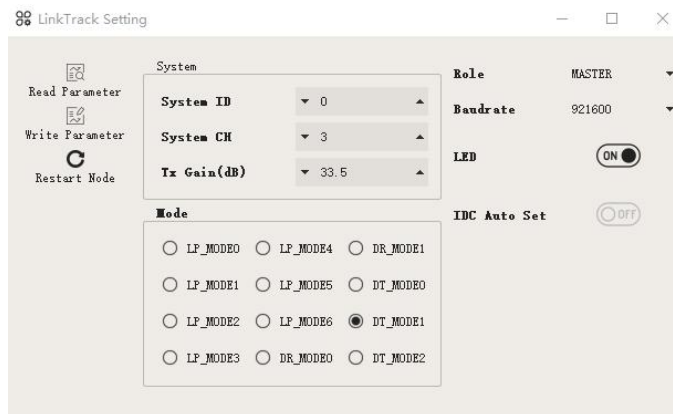 LinkTrack Setting
Read Parameter
Write Parameter
Restart Node
System
System ID 0
System CH 3
Tx Gain(dB) 33.5
Mode
LP_MODE0 LP_MODE4 DR_MODE1
LP_MODE1 LP_MODE5 DT_MODE0
LP_MODE2 LP_MODE6 DT_MODE1
LP_MODE3 DR_MODE0 DT_MODE2
Role MASTER
Baudrate 921600
LED ON
IDC Auto Set OFF